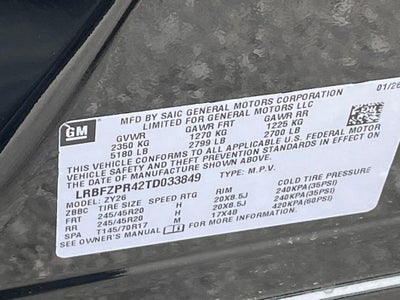 GM
MFD BY SAIC GENERAL MOTORS CORPORATION 01/26
LIMITED FOR GENERAL MOTORS LLC
GVWR GAWR FRT GAWR RR
2350 KG 1270 KG 1225 KG
5180 LB 2799 LB 2700 LB
THIS VEHICLE CONFORMS TO ALL APPLICABLE U.S. FEDERAL MOTOR
VEHICLE SAFETY, BUMPER, AND THEFT PREVENTION STANDARDS IN
EFFECT ON THE DATE OF MANUFACTURE SHOWN ABOVE.
LRBFZPR42TD033849 TYPE: M.P.V.
MODEL: ZY26
ZBBC TIRE SIZE SPEED RTG RIM COLD TIRE PRESSURE
FRT 245/45R20 H 20X8.5J 240KPA(35PSI)
RR 245/45R20 H 20X8.5J 240KPA(35PSI)
SPA T145/70R17 M 17X4B 420KPA(60PSI)
SEE OWNER'S MANUAL FOR MORE INFORMATION.